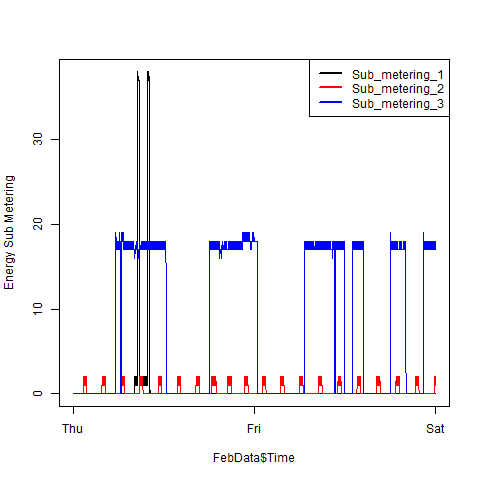 Sub_metering_1
Sub_metering_2
Sub_metering_3
Energy Sub Metering
30
20
10
0
Thu Fri Sat
FebData$Time